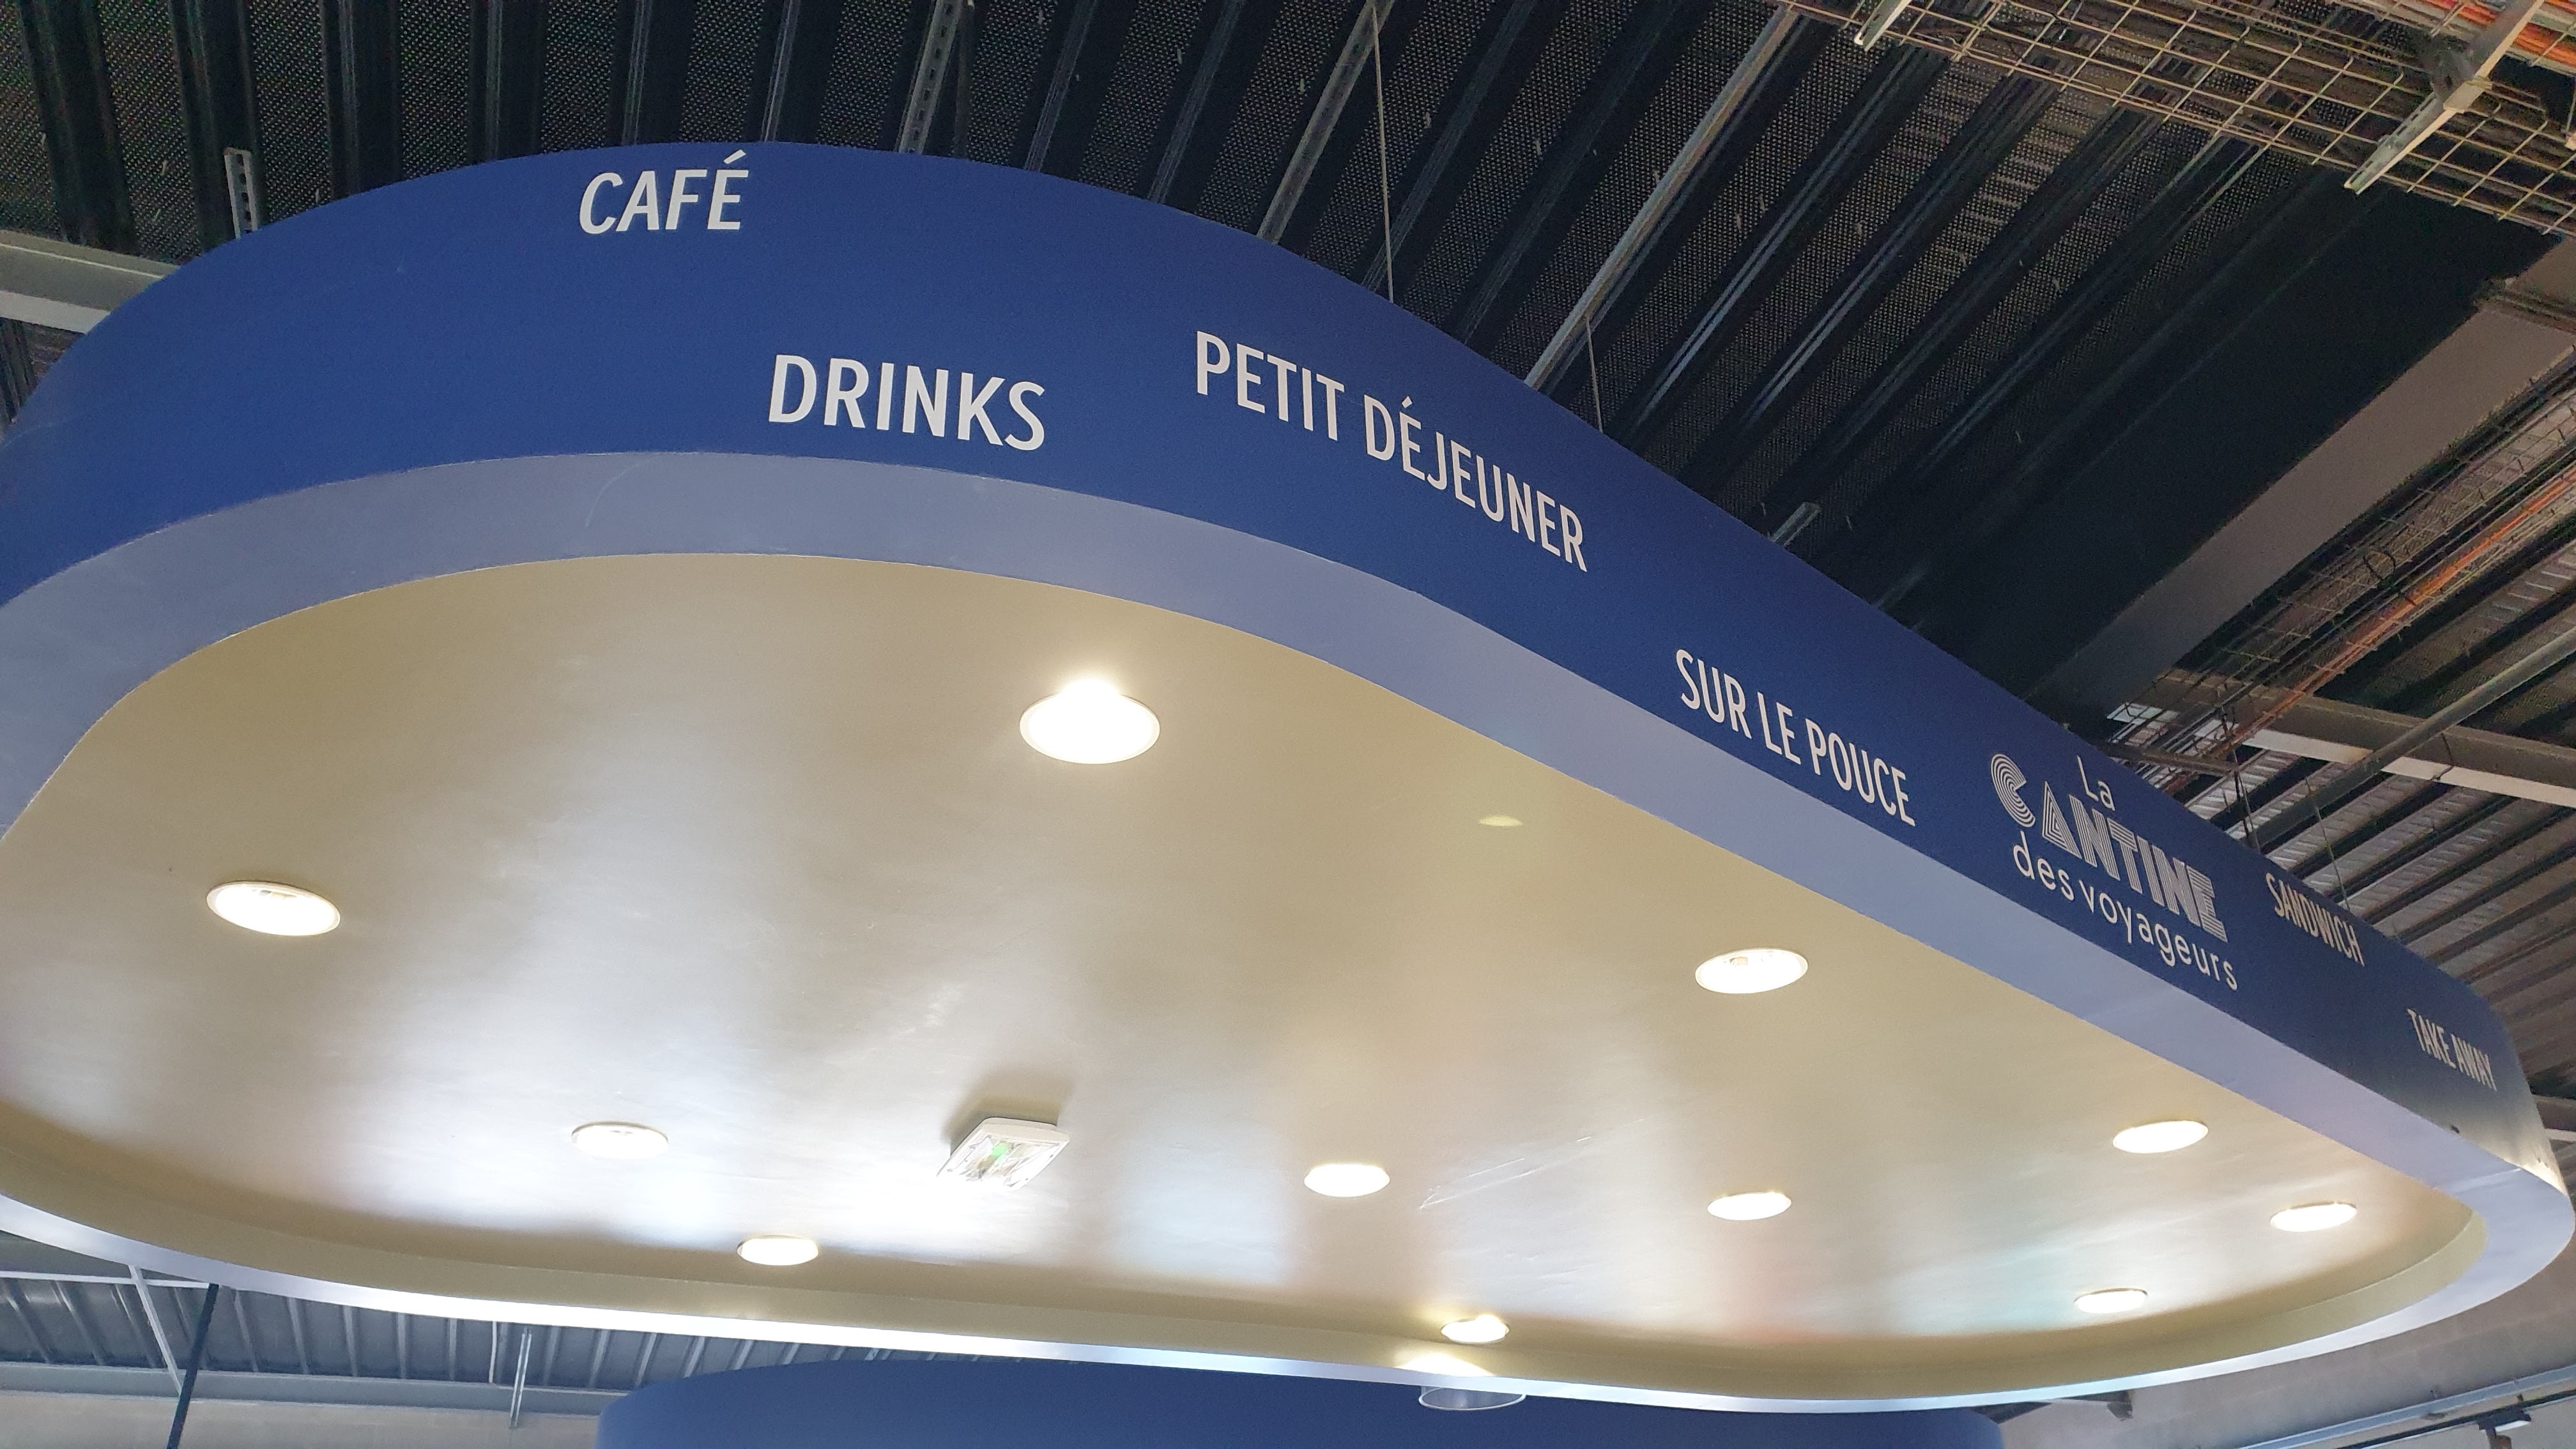 CAFÉ
DRINKS
PETIT DÉJEUNER
SUR LE POUCE
La
CANTINE
des voyageurs
SANDWICH
TAKE AWAY